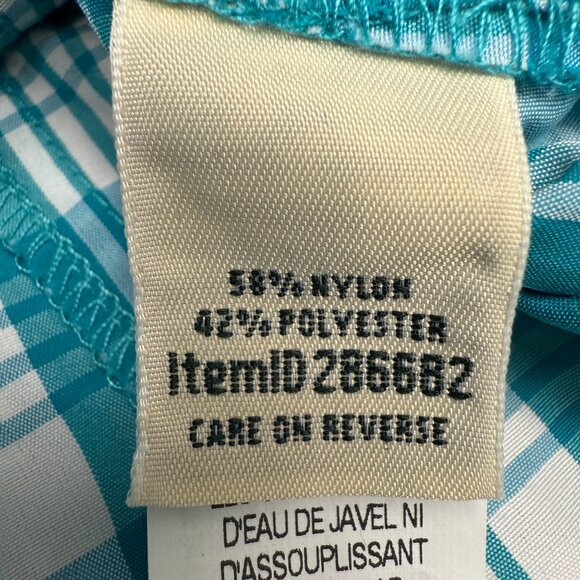 58% NYLON
42% POLYESTER
ItemID 286682
CARE ON REVERSE
D'EAU DE JAVEL NI
D'ASSOUPLISSANT